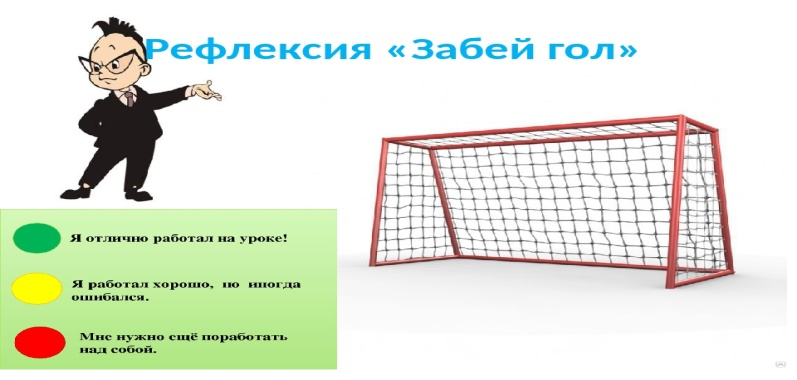 Рефлексия «Забей гол»
Я отлично работал на уроке!
Я работал хорошо, но иногда
ошибался.
Мне нужно ещё поработать
над собой.